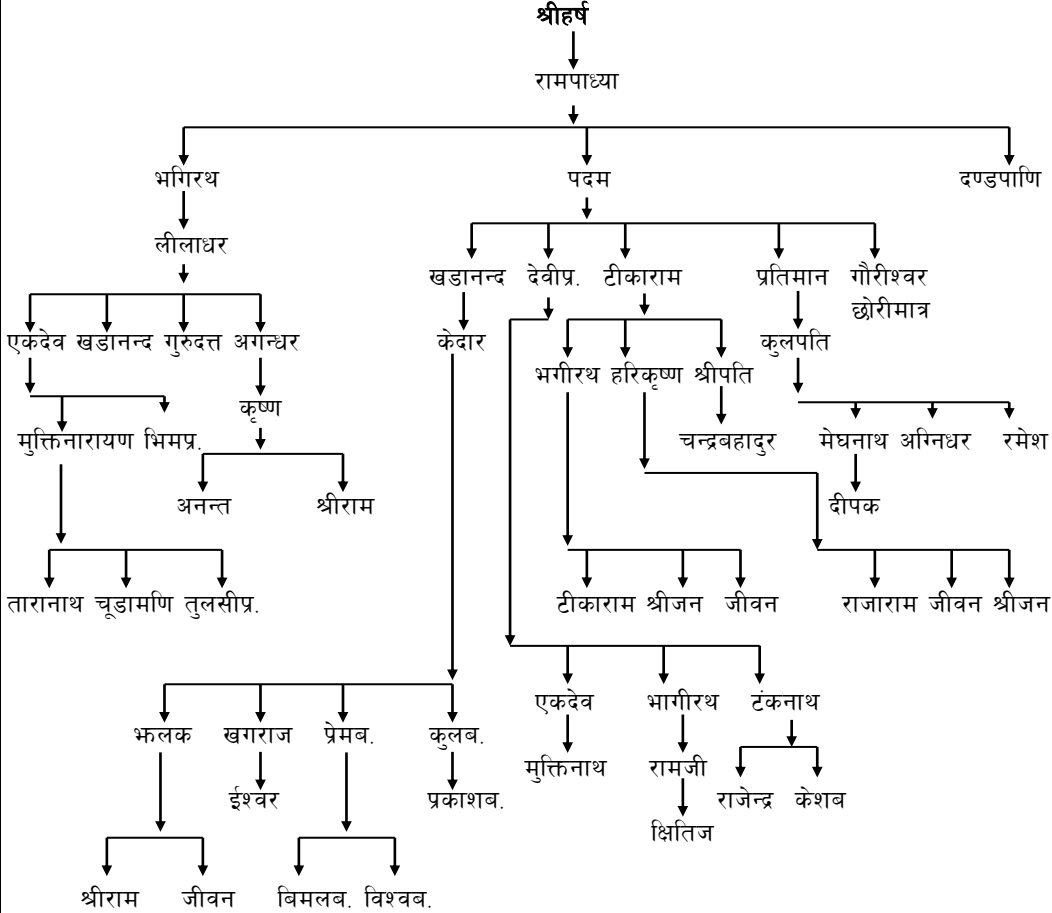 श्रीहर्ष
रामपाध्या
भगिरथ पदम दण्डपाणि
लीलाधर
खडानन्द देवीप्र. टीकाराम प्रतिमान गौरीश्वर
छोरीमात्र
एकदेव खडानन्द गुरुदत्त अगन्धर केदार कुलपति
भगीरथ हरिकृष्ण श्रीपति
कृष्ण
मुक्तिनारायण भिमप्र. चन्द्रबहादुर मेघनाथ अग्निधर रमेश
अनन्त श्रीराम दीपक
तारानाथ चूडामणि तुलसीप्र. टीकाराम श्रीजन जीवन राजाराम जीवन श्रीजन
एकदेव भागीरथ टंकनाथ
झलक खगराज प्रेमब. कुलब.
मुक्तिनाथ रामजी
ईश्वर प्रकाशब. राजेन्द्र केशब
क्षितिज
श्रीराम जीवन बिमलब. विश्वब.